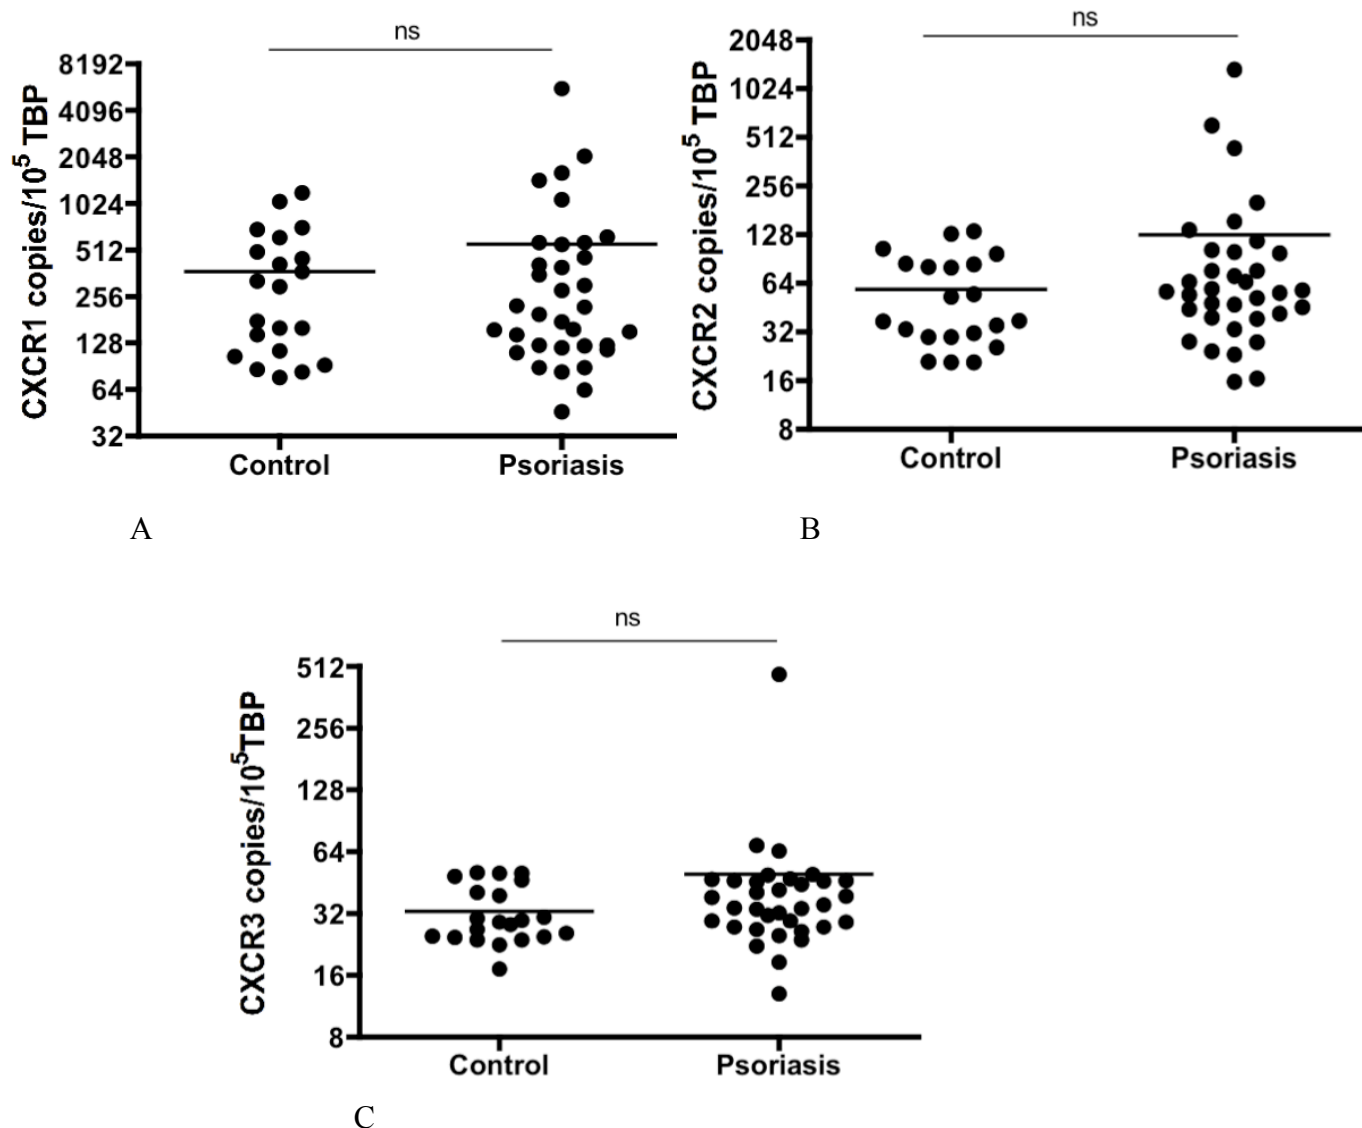 ns
8192
4096
2048
1024
512
256
128
64
32
CXCR1 copies/10⁵ TBP
Control Psoriasis
A
ns
2048
1024
512
256
128
64
32
16
8
CXCR2 copies/10⁵ TBP
Control Psoriasis
B
ns
512
256
128
64
32
16
8
CXCR3 copies/10⁵TBP
Control Psoriasis
C